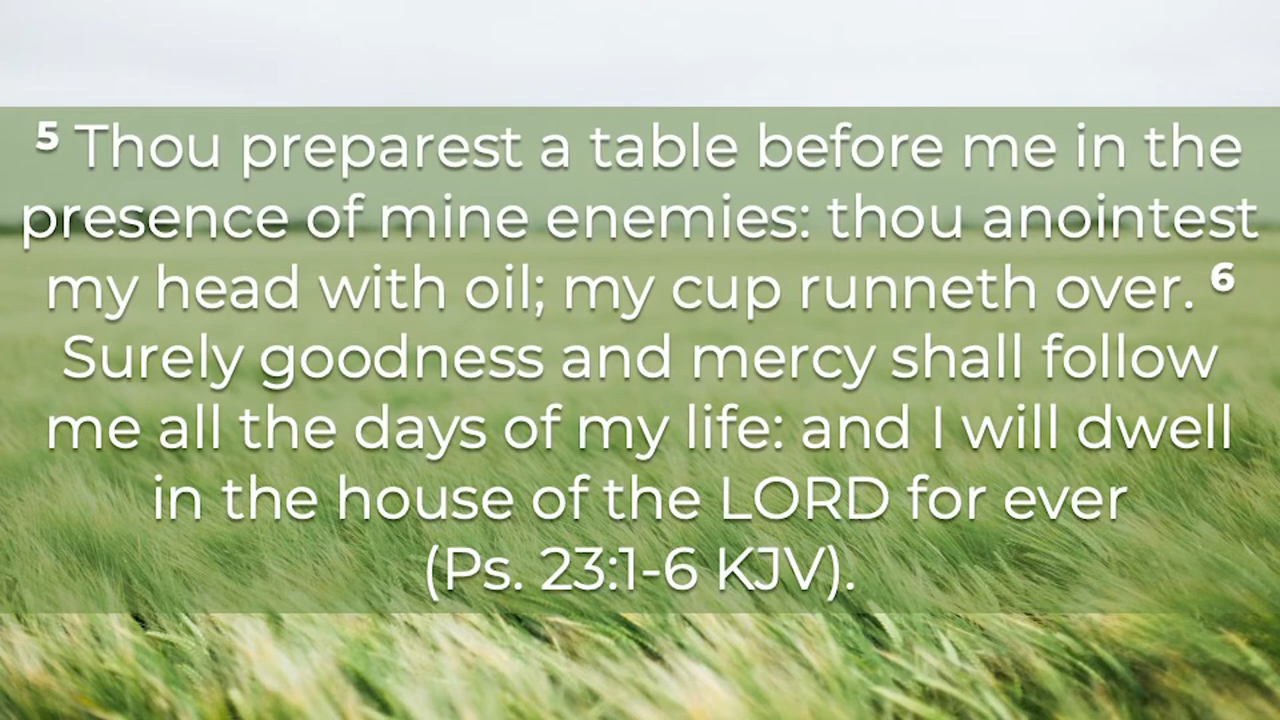 5 Thou preparest a table before me in the
presence of mine enemies: thou anointest
my head with oil; my cup runneth over. 6
Surely goodness and mercy shall follow
me all the days of my life: and I will dwell
in the house of the LORD for ever
(Ps. 23:1-6 KJV).